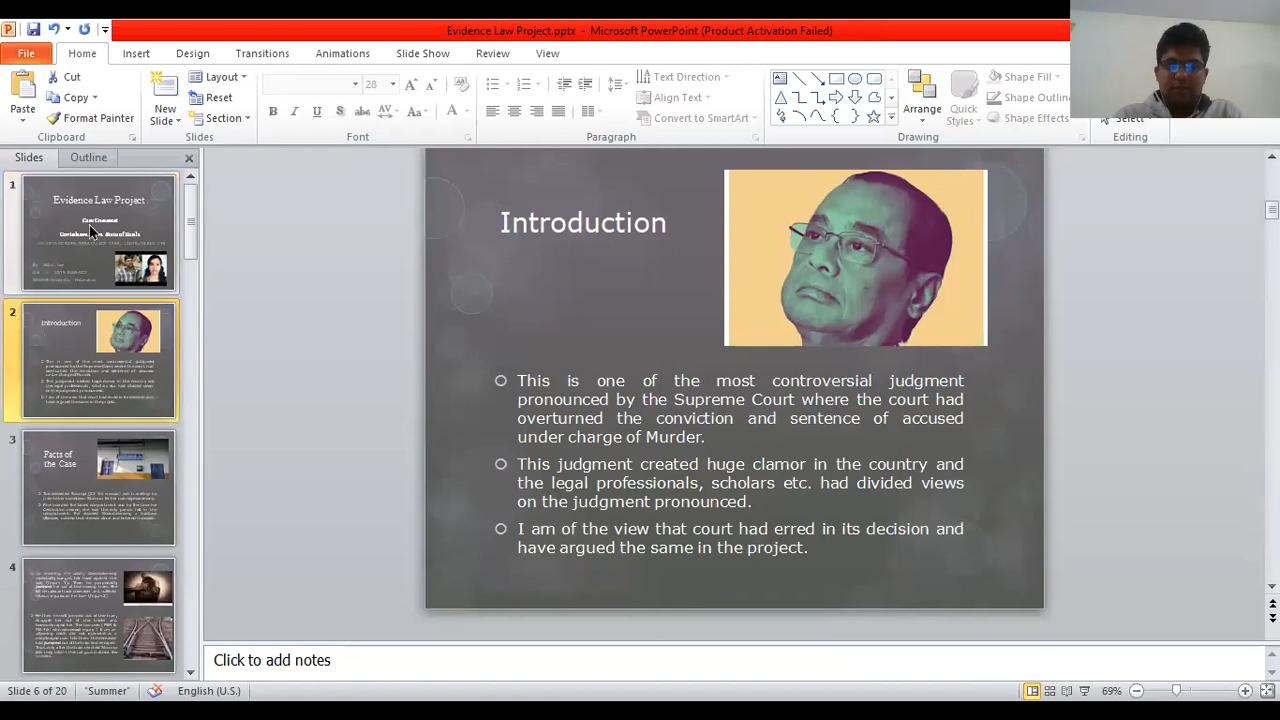 Evidence Law Project.pptx - Microsoft PowerPoint (Product Activation Failed)
File Home Insert Design Transitions Animations Slide Show Review View
Cut Layout 28 Text Direction Shape Fill
Copy Reset Align Text Shape Outline
Paste Format Painter New Slide Section Convert to SmartArt Arrange Quick Styles Shape Effects Select
Clipboard Slides Font Paragraph Drawing Editing
Slides Outline
1
Evidence Law Project
2
Introduction
3
Facts of
the Case
4
Introduction
This is one of the most controversial judgment
pronounced by the Supreme Court where the court had
overturned the conviction and sentence of accused
under charge of Murder.
This judgment created huge clamor in the country and
the legal professionals, scholars etc. had divided views
on the judgment pronounced.
I am of the view that court had erred in its decision and
have argued the same in the project.
Click to add notes
Slide 6 of 20 "Summer" English (U.S.) 69%